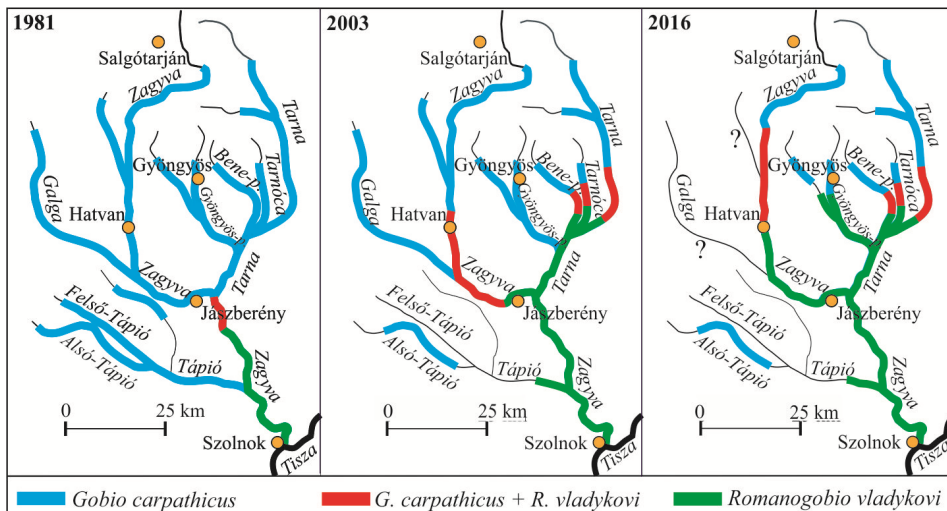 1981
Salgótarján
Zagyva
Tarna
Gyöngyös
Bene-p.
Tarnóca
Galga
Hatvan
Gyöngyös-p.
Zagyva
Tarna
Jászberény
Felső-Tápió
Alsó-Tápió
Tápió
Zagyva
0 25 km
Szolnok
Tisza
2003
Salgótarján
Zagyva
Tarna
Gyöngyös
Bene-p.
Tarnóca
Galga
Hatvan
Gyöngyös-p.
Zagyva
Tarna
Jászberény
Felső-Tápió
Alsó-Tápió
Tápió
Zagyva
0 25 km
Szolnok
Tisza
2016
Salgótarján
Zagyva
Tarna
?
Gyöngyös
Bene-p.
Tarnóca
Galga
Hatvan
Gyöngyös-p.
?
Zagyva
Tarna
Jászberény
Felső-Tápió
Alsó-Tápió
Tápió
Zagyva
0 25 km
Szolnok
Tisza
Gobio carpathicus
G. carpathicus + R. vladykovi
Romanogobio vladykovi